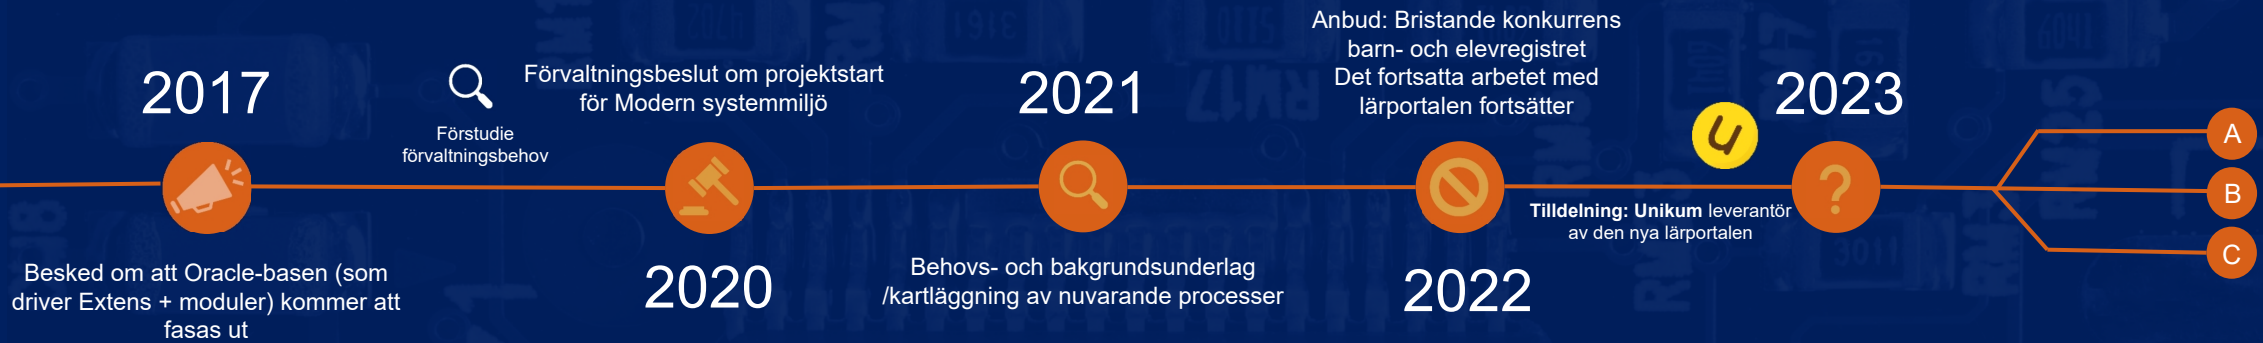 2017
Besked om att Oracle-basen (som
driver Extens + moduler) kommer att
fasas ut
Förstudie
förvaltningsbehov
Förvaltningsbeslut om projektstart
för Modern systemmiljö
2020
2021
Behovs- och bakgrundsunderlag
/kartläggning av nuvarande processer
Anbud: Bristande konkurrens
barn- och elevregistret
Det fortsatta arbetet med
lärportalen fortsätter
2022
u
Tilldelning: Unikum leverantör
av den nya lärportalen
2023
?
A
B
C